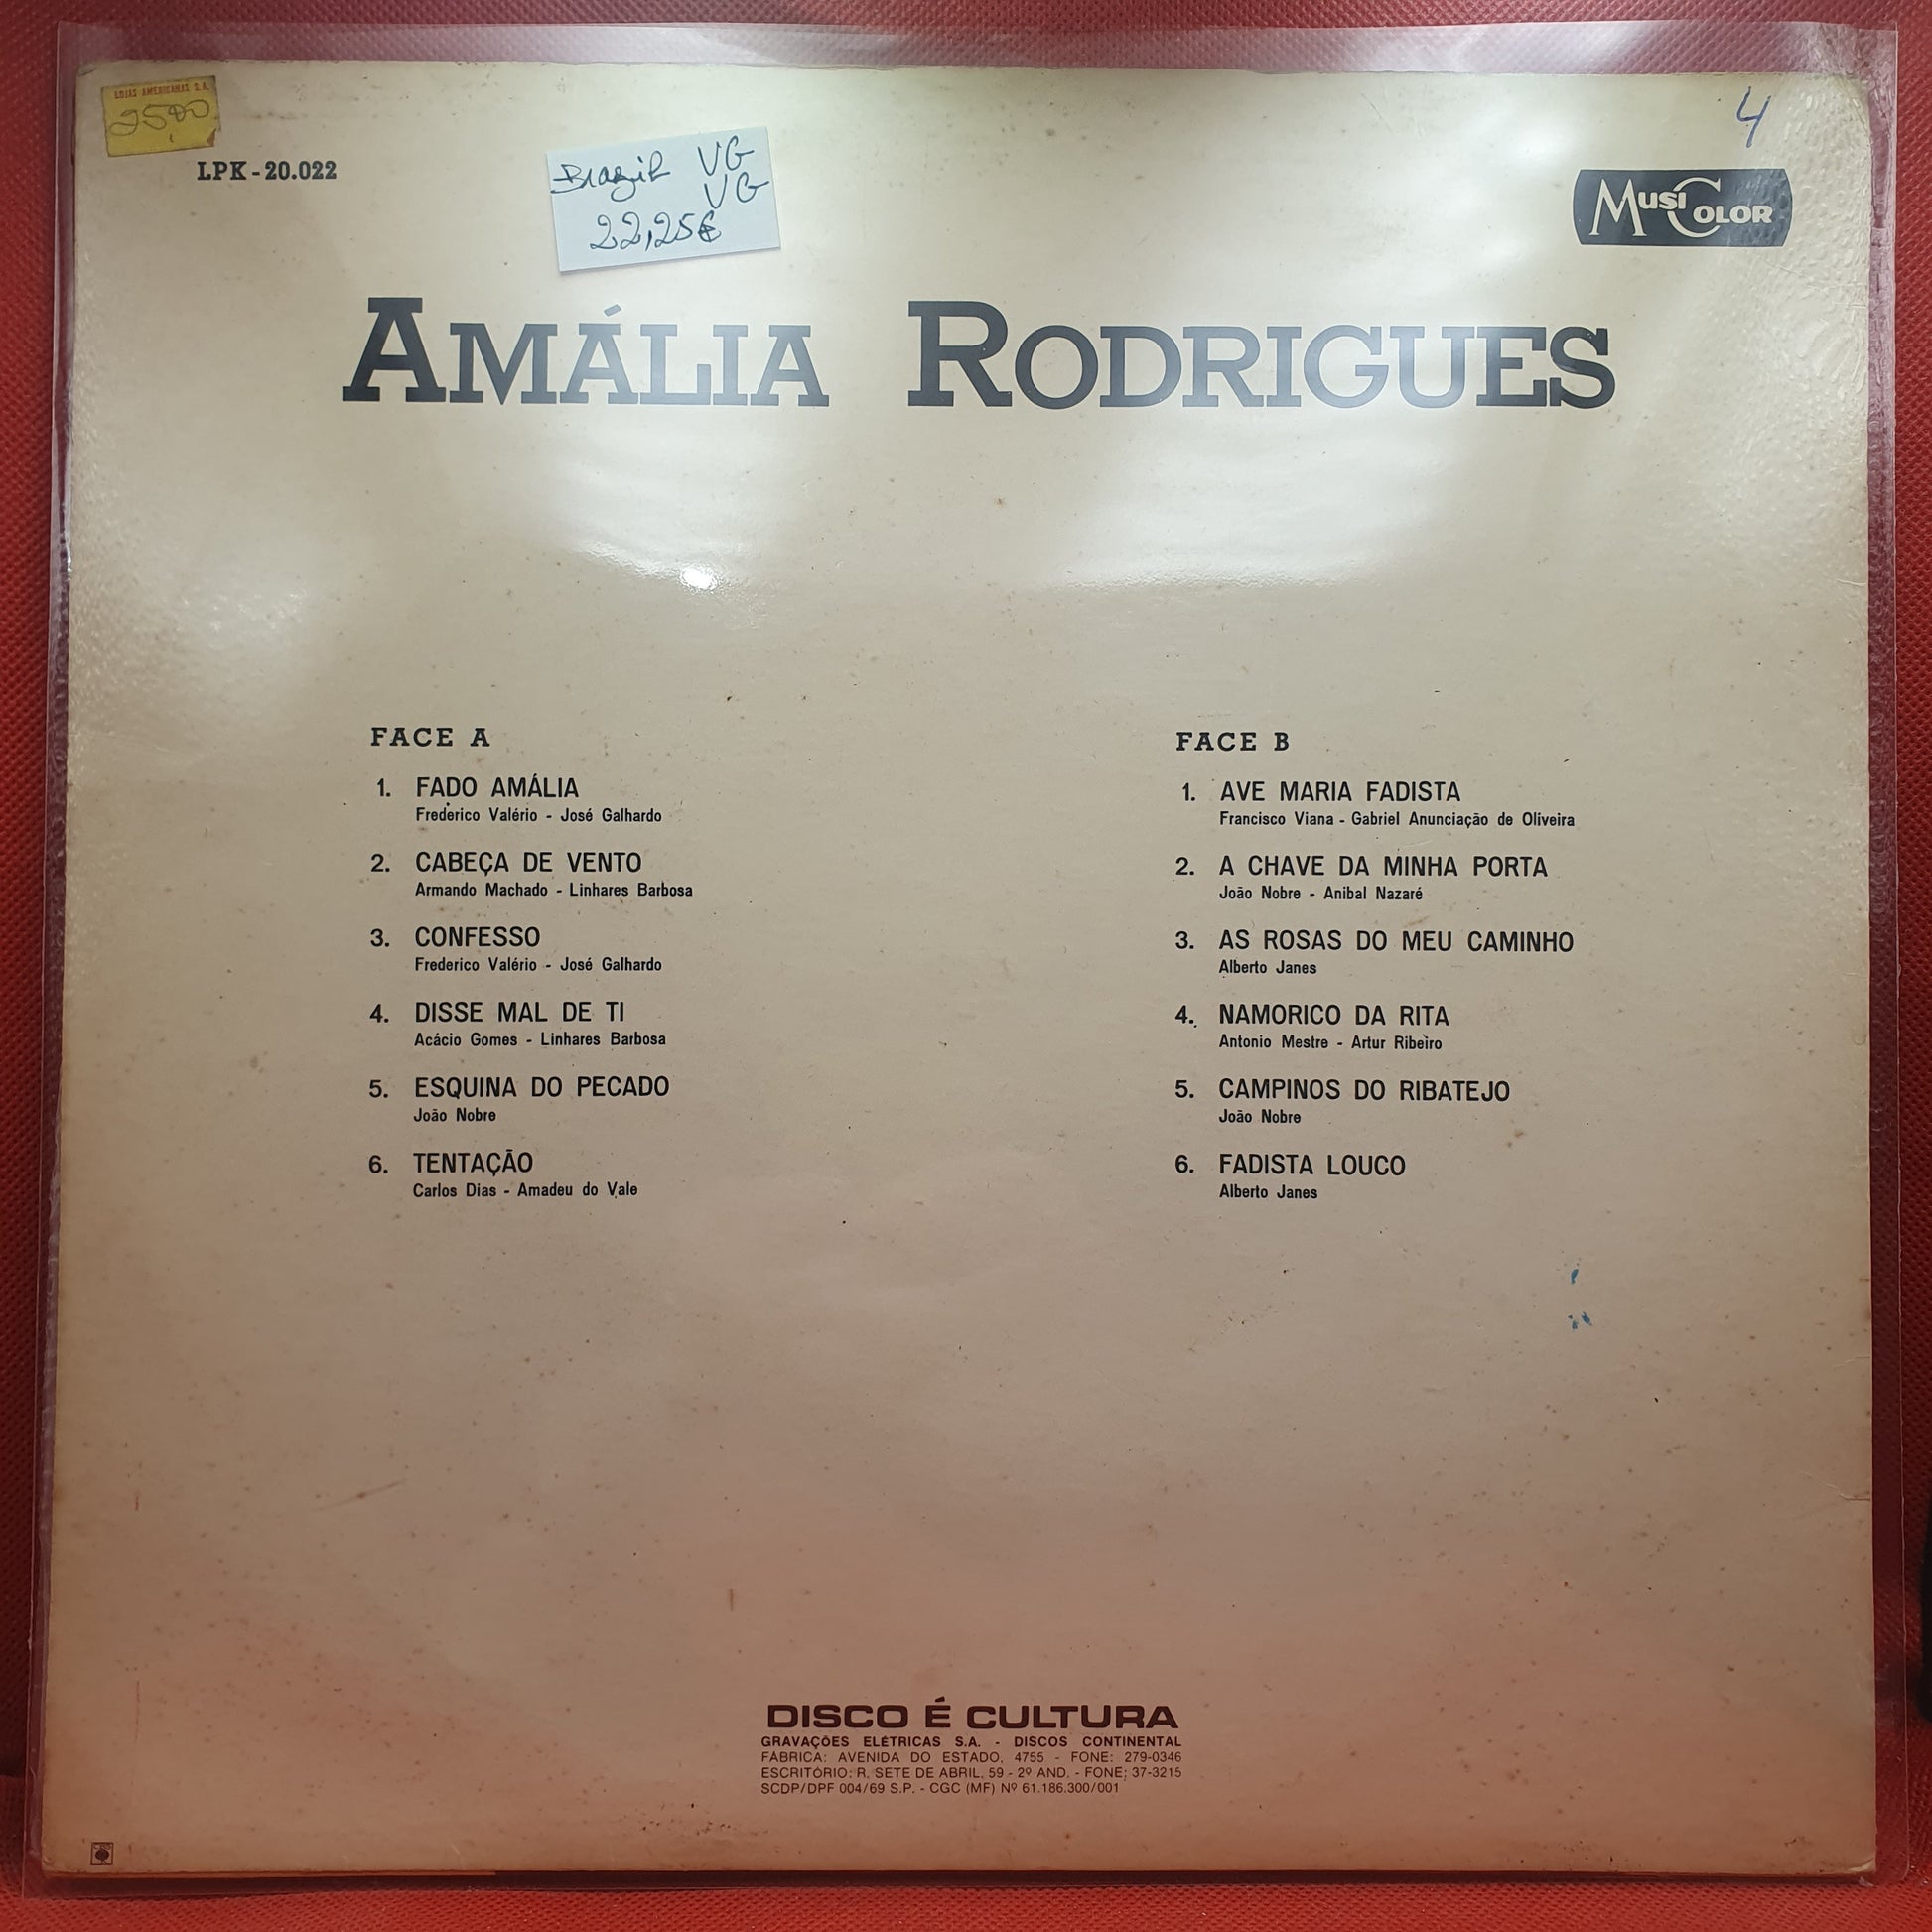 LOJAS AMERICANAS S.A.
2500
LPK-20.022
Brazil VG
VG
22,25€
4
MUSICOLOR
AMÁLIA RODRIGUES
FACE A
1. FADO AMÁLIA
Frederico Valério - José Galhardo
2. CABEÇA DE VENTO
Armando Machado - Linhares Barbosa
3. CONFESSO
Frederico Valério - José Galhardo
4. DISSE MAL DE TI
Acácio Gomes - Linhares Barbosa
5. ESQUINA DO PECADO
João Nobre
6. TENTAÇÃO
Carlos Dias - Amadeu do Vale
FACE B
1. AVE MARIA FADISTA
Francisco Viana - Gabriel Anunciação de Oliveira
2. A CHAVE DA MINHA PORTA
João Nobre - Anibal Nazaré
3. AS ROSAS DO MEU CAMINHO
Alberto Janes
4. NAMORICO DA RITA
Antonio Mestre - Artur Ribeiro
5. CAMPINOS DO RIBATEJO
João Nobre
6. FADISTA LOUCO
Alberto Janes
DISCO É CULTURA
GRAVAÇÕES ELÉTRICAS S.A. - DISCOS CONTINENTAL
FÁBRICA: AVENIDA DO ESTADO, 4755 - FONE: 279-0346
ESCRITÓRIO: R. SETE DE ABRIL, 59 - 2º AND. - FONE: 37-3215
SCDP/DPF 004/69 S.P. - CGC (MF) Nº 61.186.300/001